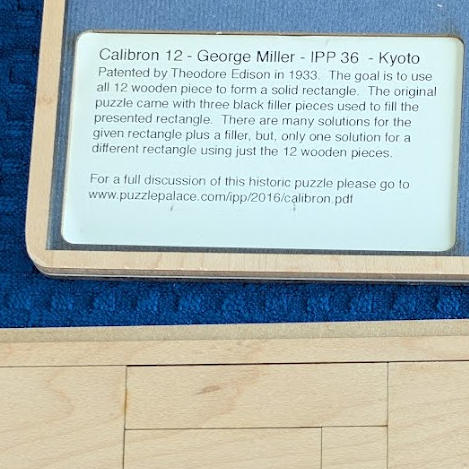 Calibron 12 - George Miller - IPP 36 - Kyoto
Patented by Theodore Edison in 1933. The goal is to use
all 12 wooden piece to form a solid rectangle. The original
puzzle came with three black filler pieces used to fill the
presented rectangle. There are many solutions for the
given rectangle plus a filler, but, only one solution for a
different rectangle using just the 12 wooden pieces.
For a full discussion of this historic puzzle please go to
www.puzzlepalace.com/ipp/2016/calibron.pdf